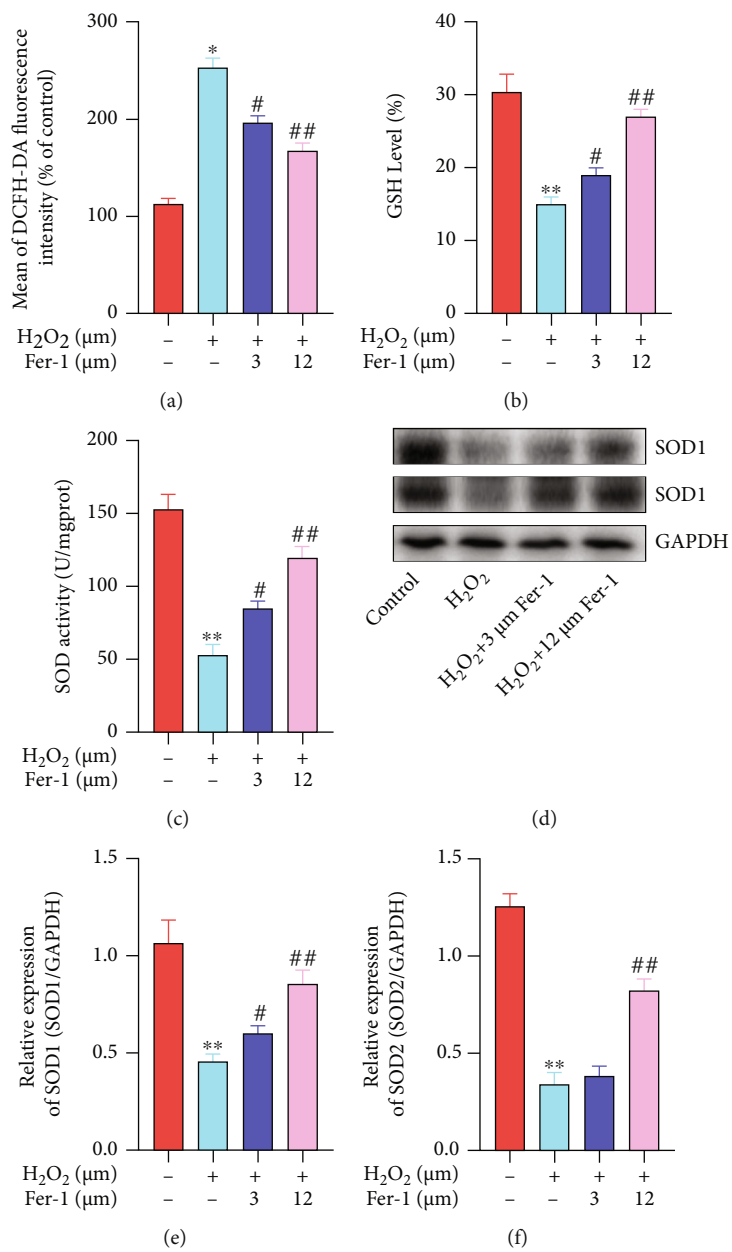 Mean of DCFH-DA fluorescence
intensity (% of control)
300
200
100
0
*
#
##
H₂O₂ (μm) – + + +
Fer-1 (μm) – – 3 12
(a)
GSH Level (%)
40
30
20
10
0
**
#
##
H₂O₂ (μm) – + + +
Fer-1 (μm) – – 3 12
(b)
SOD activity (U/mgprot)
200
150
100
50
0
**
#
##
H₂O₂ (μm) – + + +
Fer-1 (μm) – – 3 12
(c)
SOD1
SOD1
GAPDH
Control
H₂O₂
H₂O₂+3 μm Fer-1
H₂O₂+12 μm Fer-1
(d)
Relative expression
of SOD1 (SOD1/GAPDH)
1.5
1.0
0.5
0.0
**
#
##
H₂O₂ (μm) – + + +
Fer-1 (μm) – – 3 12
(e)
Relative expression
of SOD2 (SOD2/GAPDH)
1.5
1.0
0.5
0.0
**
##
H₂O₂ (μm) – + + +
Fer-1 (μm) – – 3 12
(f)